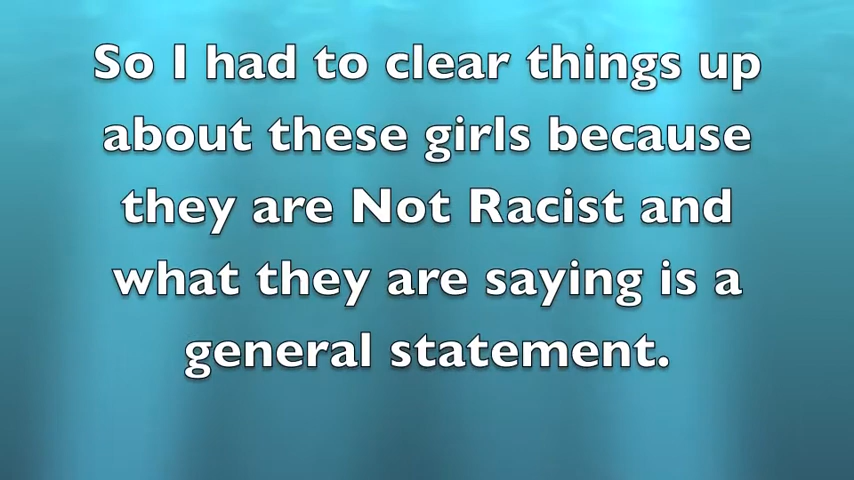 So I had to clear things up
about these girls because
they are Not Racist and
what they are saying is a
general statement.